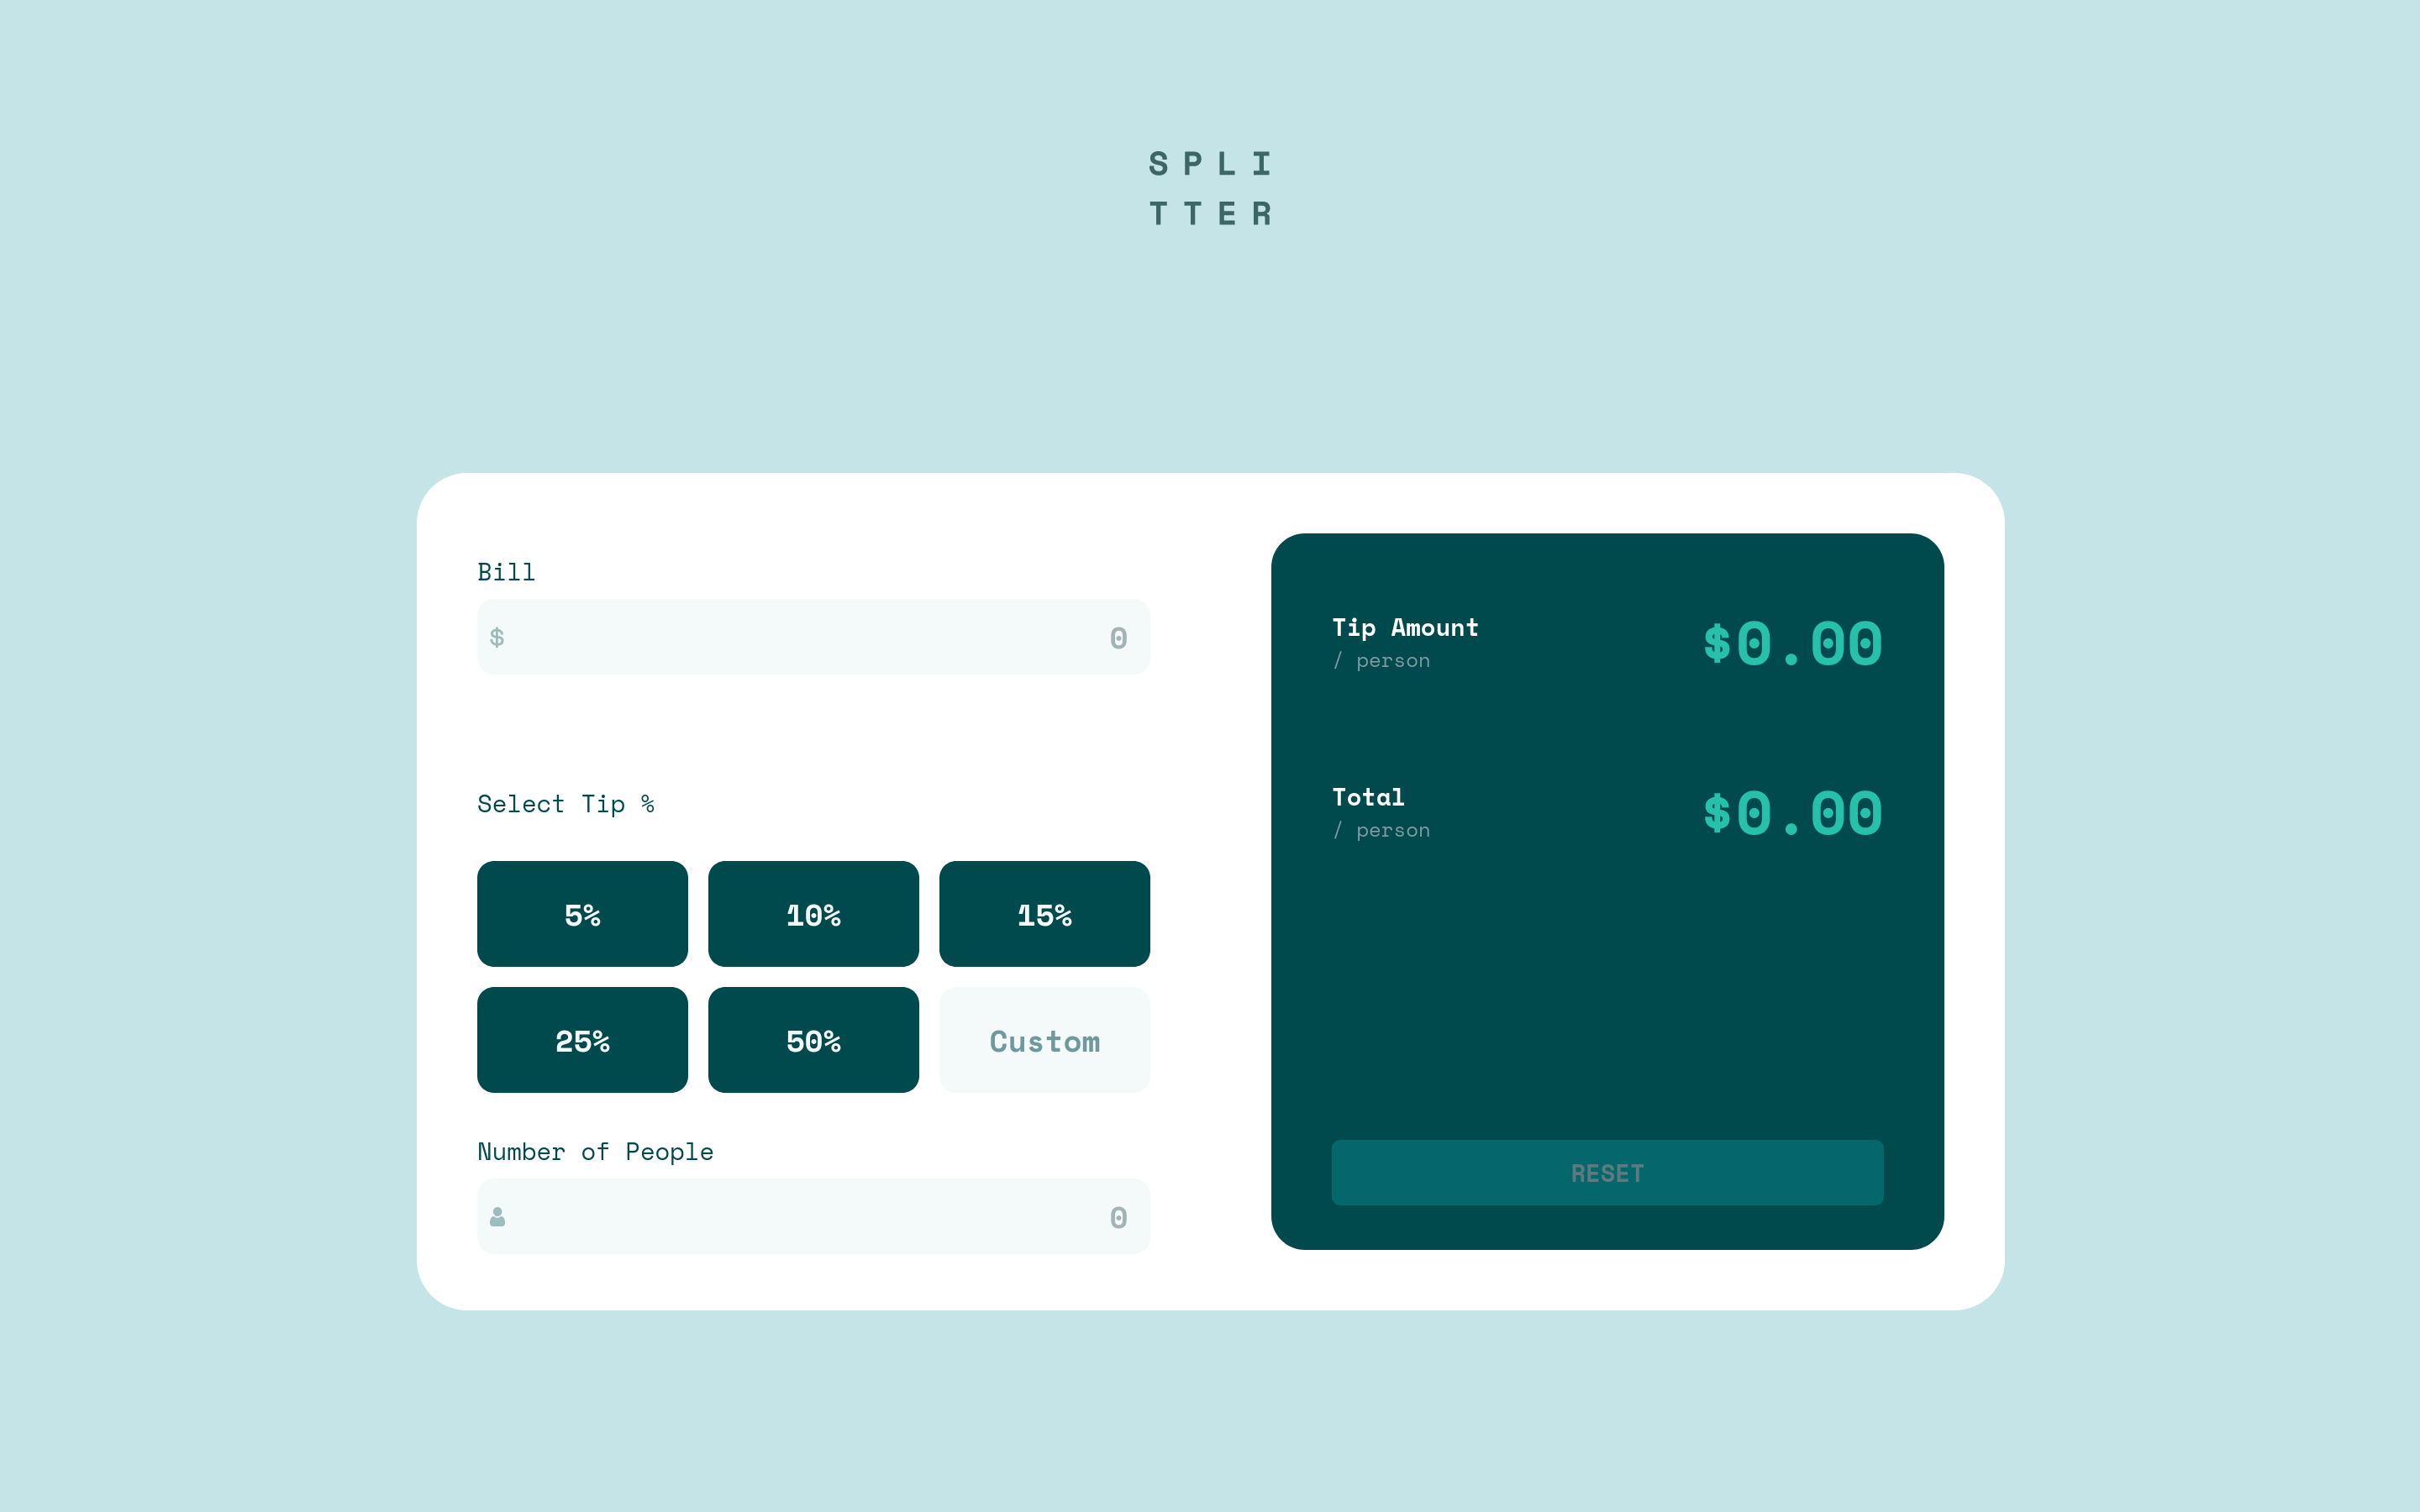 SPLI
TTER
Bill
$ 0
Select Tip %
5% 10% 15%
25% 50% Custom
Number of People
0
Tip Amount
/ person
$0.00
Total
/ person
$0.00
RESET